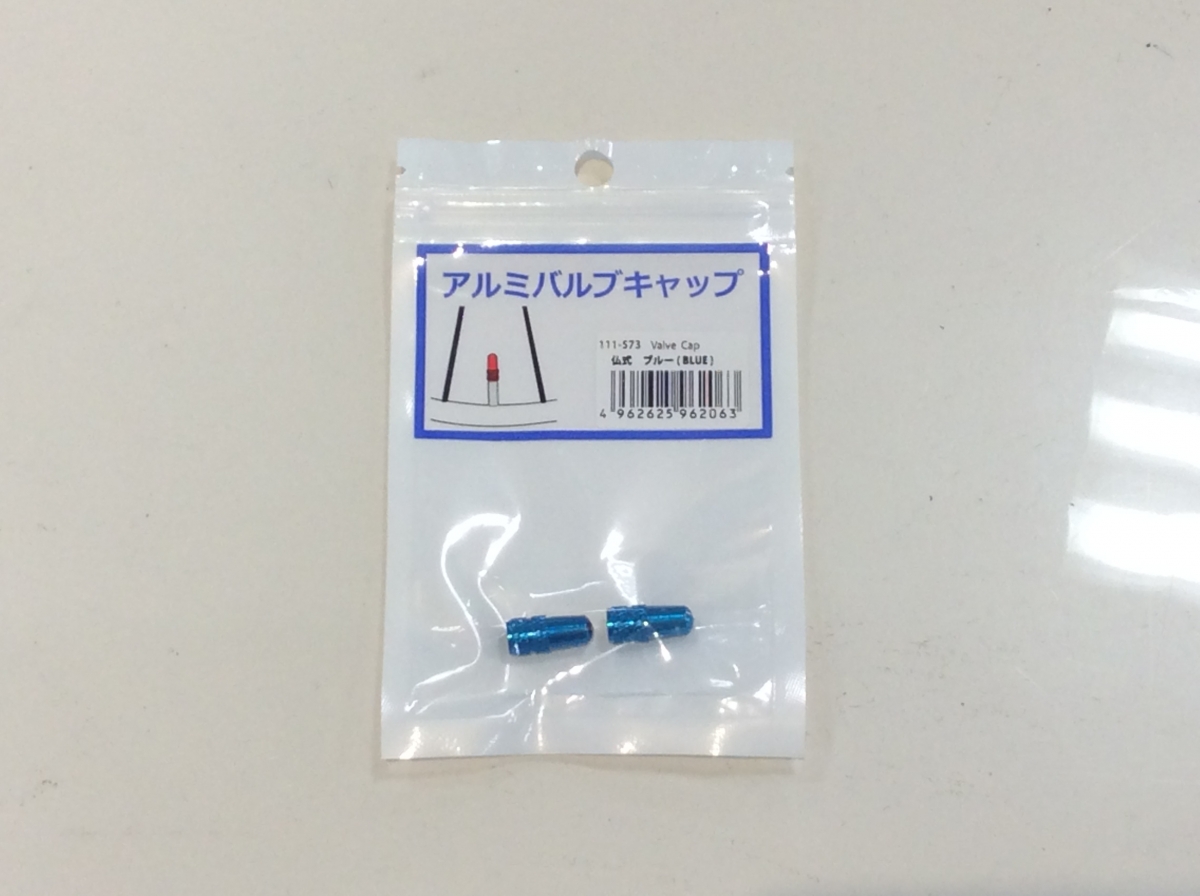 アルミバルブキャップ
111-573 Valve Cap
仏式 ブルー(BLUE)
4 962625 962063